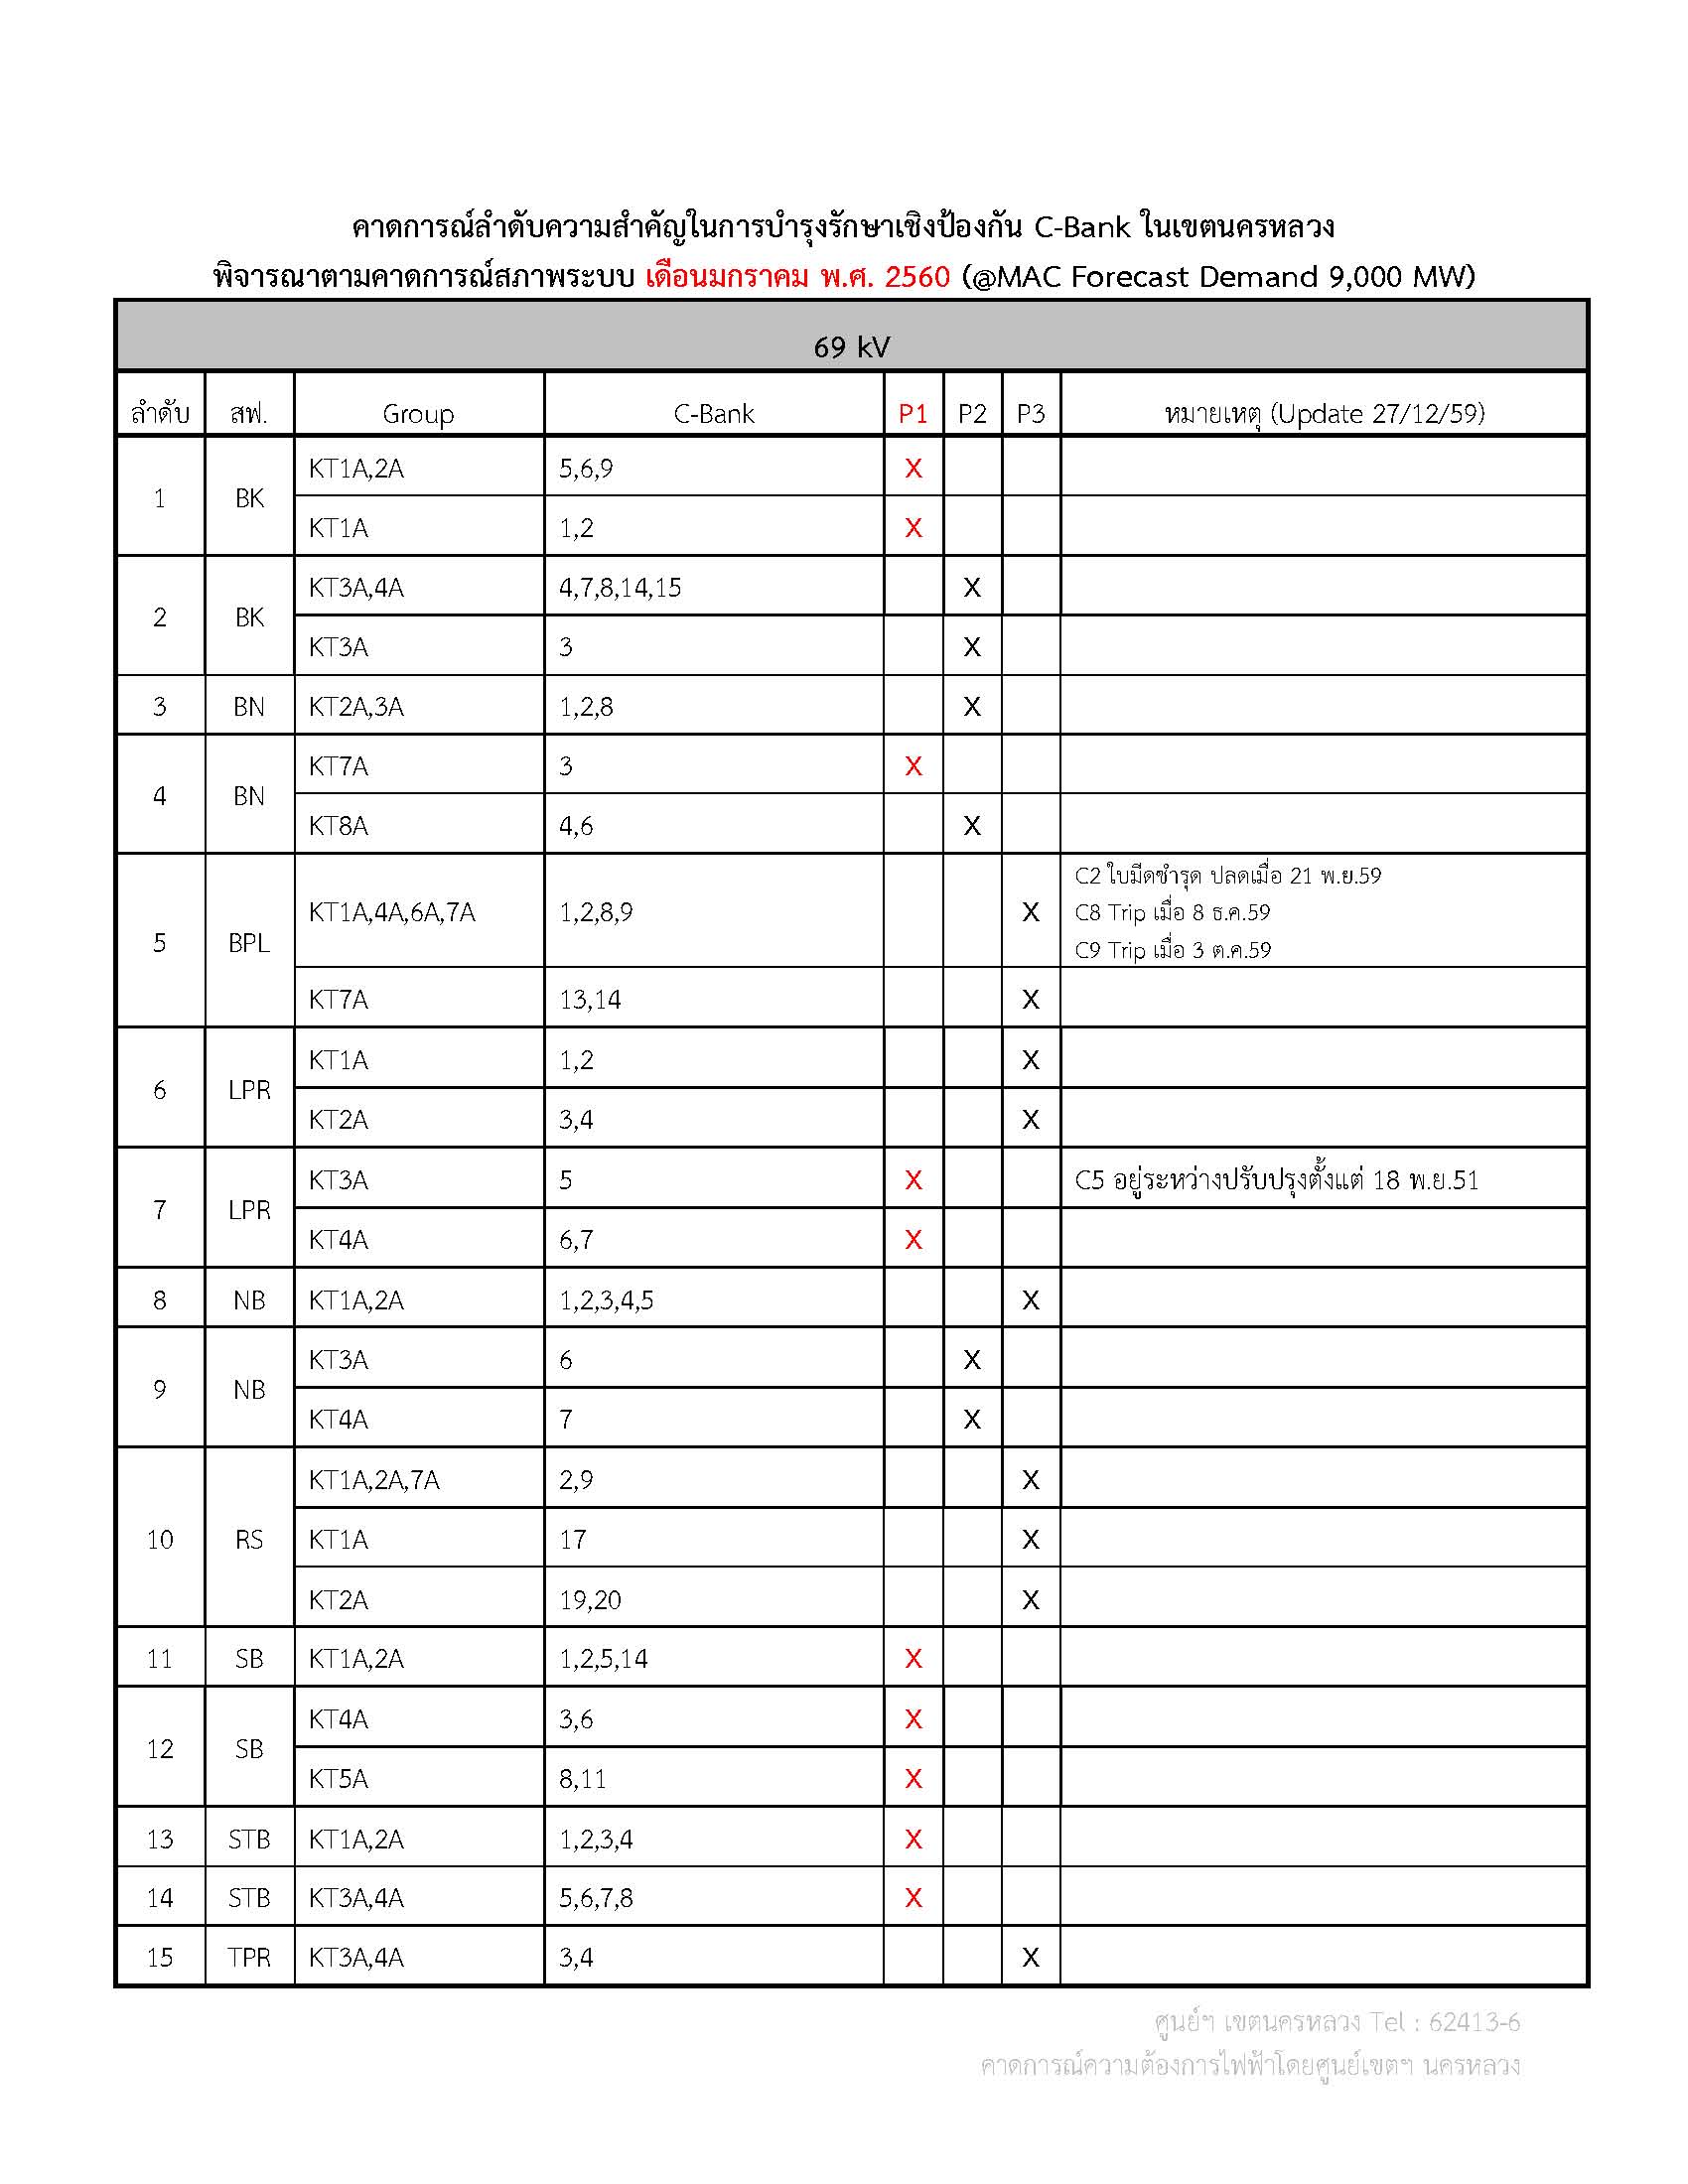 คาดการณ์ลำดับความสำคัญในการบำรุงรักษาเชิงป้องกัน C-Bank ในเขตนครหลวง
พิจารณาตามคาดการณ์สภาพระบบ เดือนมกราคม พ.ศ. 2560 (@MAC Forecast Demand 9,000 MW)
69 kV
ลำดับ สฟ. Group C-Bank P1 P2 P3 หมายเหตุ (Update 27/12/59)
1 BK KT1A,2A 5,6,9 X
KT1A 1,2 X
2 BK KT3A,4A 4,7,8,14,15 X
KT3A 3 X
3 BN KT2A,3A 1,2,8 X
4 BN KT7A 3 X
KT8A 4,6 X
5 BPL KT1A,4A,6A,7A 1,2,8,9 X C2 ใบมีดชำรุด ปลดเมื่อ 21 พ.ย.59
C8 Trip เมื่อ 8 ธ.ค.59
C9 Trip เมื่อ 3 ต.ค.59
KT7A 13,14 X
6 LPR KT1A 1,2 X
KT2A 3,4 X
7 LPR KT3A 5 X C5 อยู่ระหว่างปรับปรุงตั้งแต่ 18 พ.ย.51
KT4A 6,7 X
8 NB KT1A,2A 1,2,3,4,5 X
9 NB KT3A 6 X
KT4A 7 X
10 RS KT1A,2A,7A 2,9 X
KT1A 17 X
KT2A 19,20 X
11 SB KT1A,2A 1,2,5,14 X
12 SB KT4A 3,6 X
KT5A 8,11 X
13 STB KT1A,2A 1,2,3,4 X
14 STB KT3A,4A 5,6,7,8 X
15 TPR KT3A,4A 3,4 X
ศูนย์ฯ เขตนครหลวง Tel : 62413-6
คาดการณ์ความต้องการไฟฟ้าโดยศูนย์เขตฯ นครหลวง